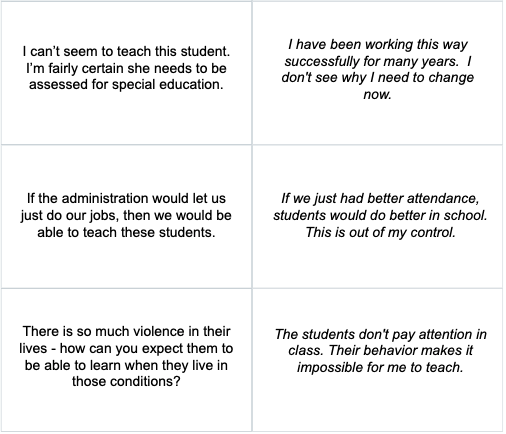 I can’t seem to teach this student.
I’m fairly certain she needs to be
assessed for special education.
I have been working this way
successfully for many years.  I
don't see why I need to change
now.
If the administration would let us
just do our jobs, then we would be
able to teach these students.
If we just had better attendance,
students would do better in school.
This is out of my control.
There is so much violence in their
lives - how can you expect them to
be able to learn when they live in
those conditions?
The students don't pay attention in
class. Their behavior makes it
impossible for me to teach.